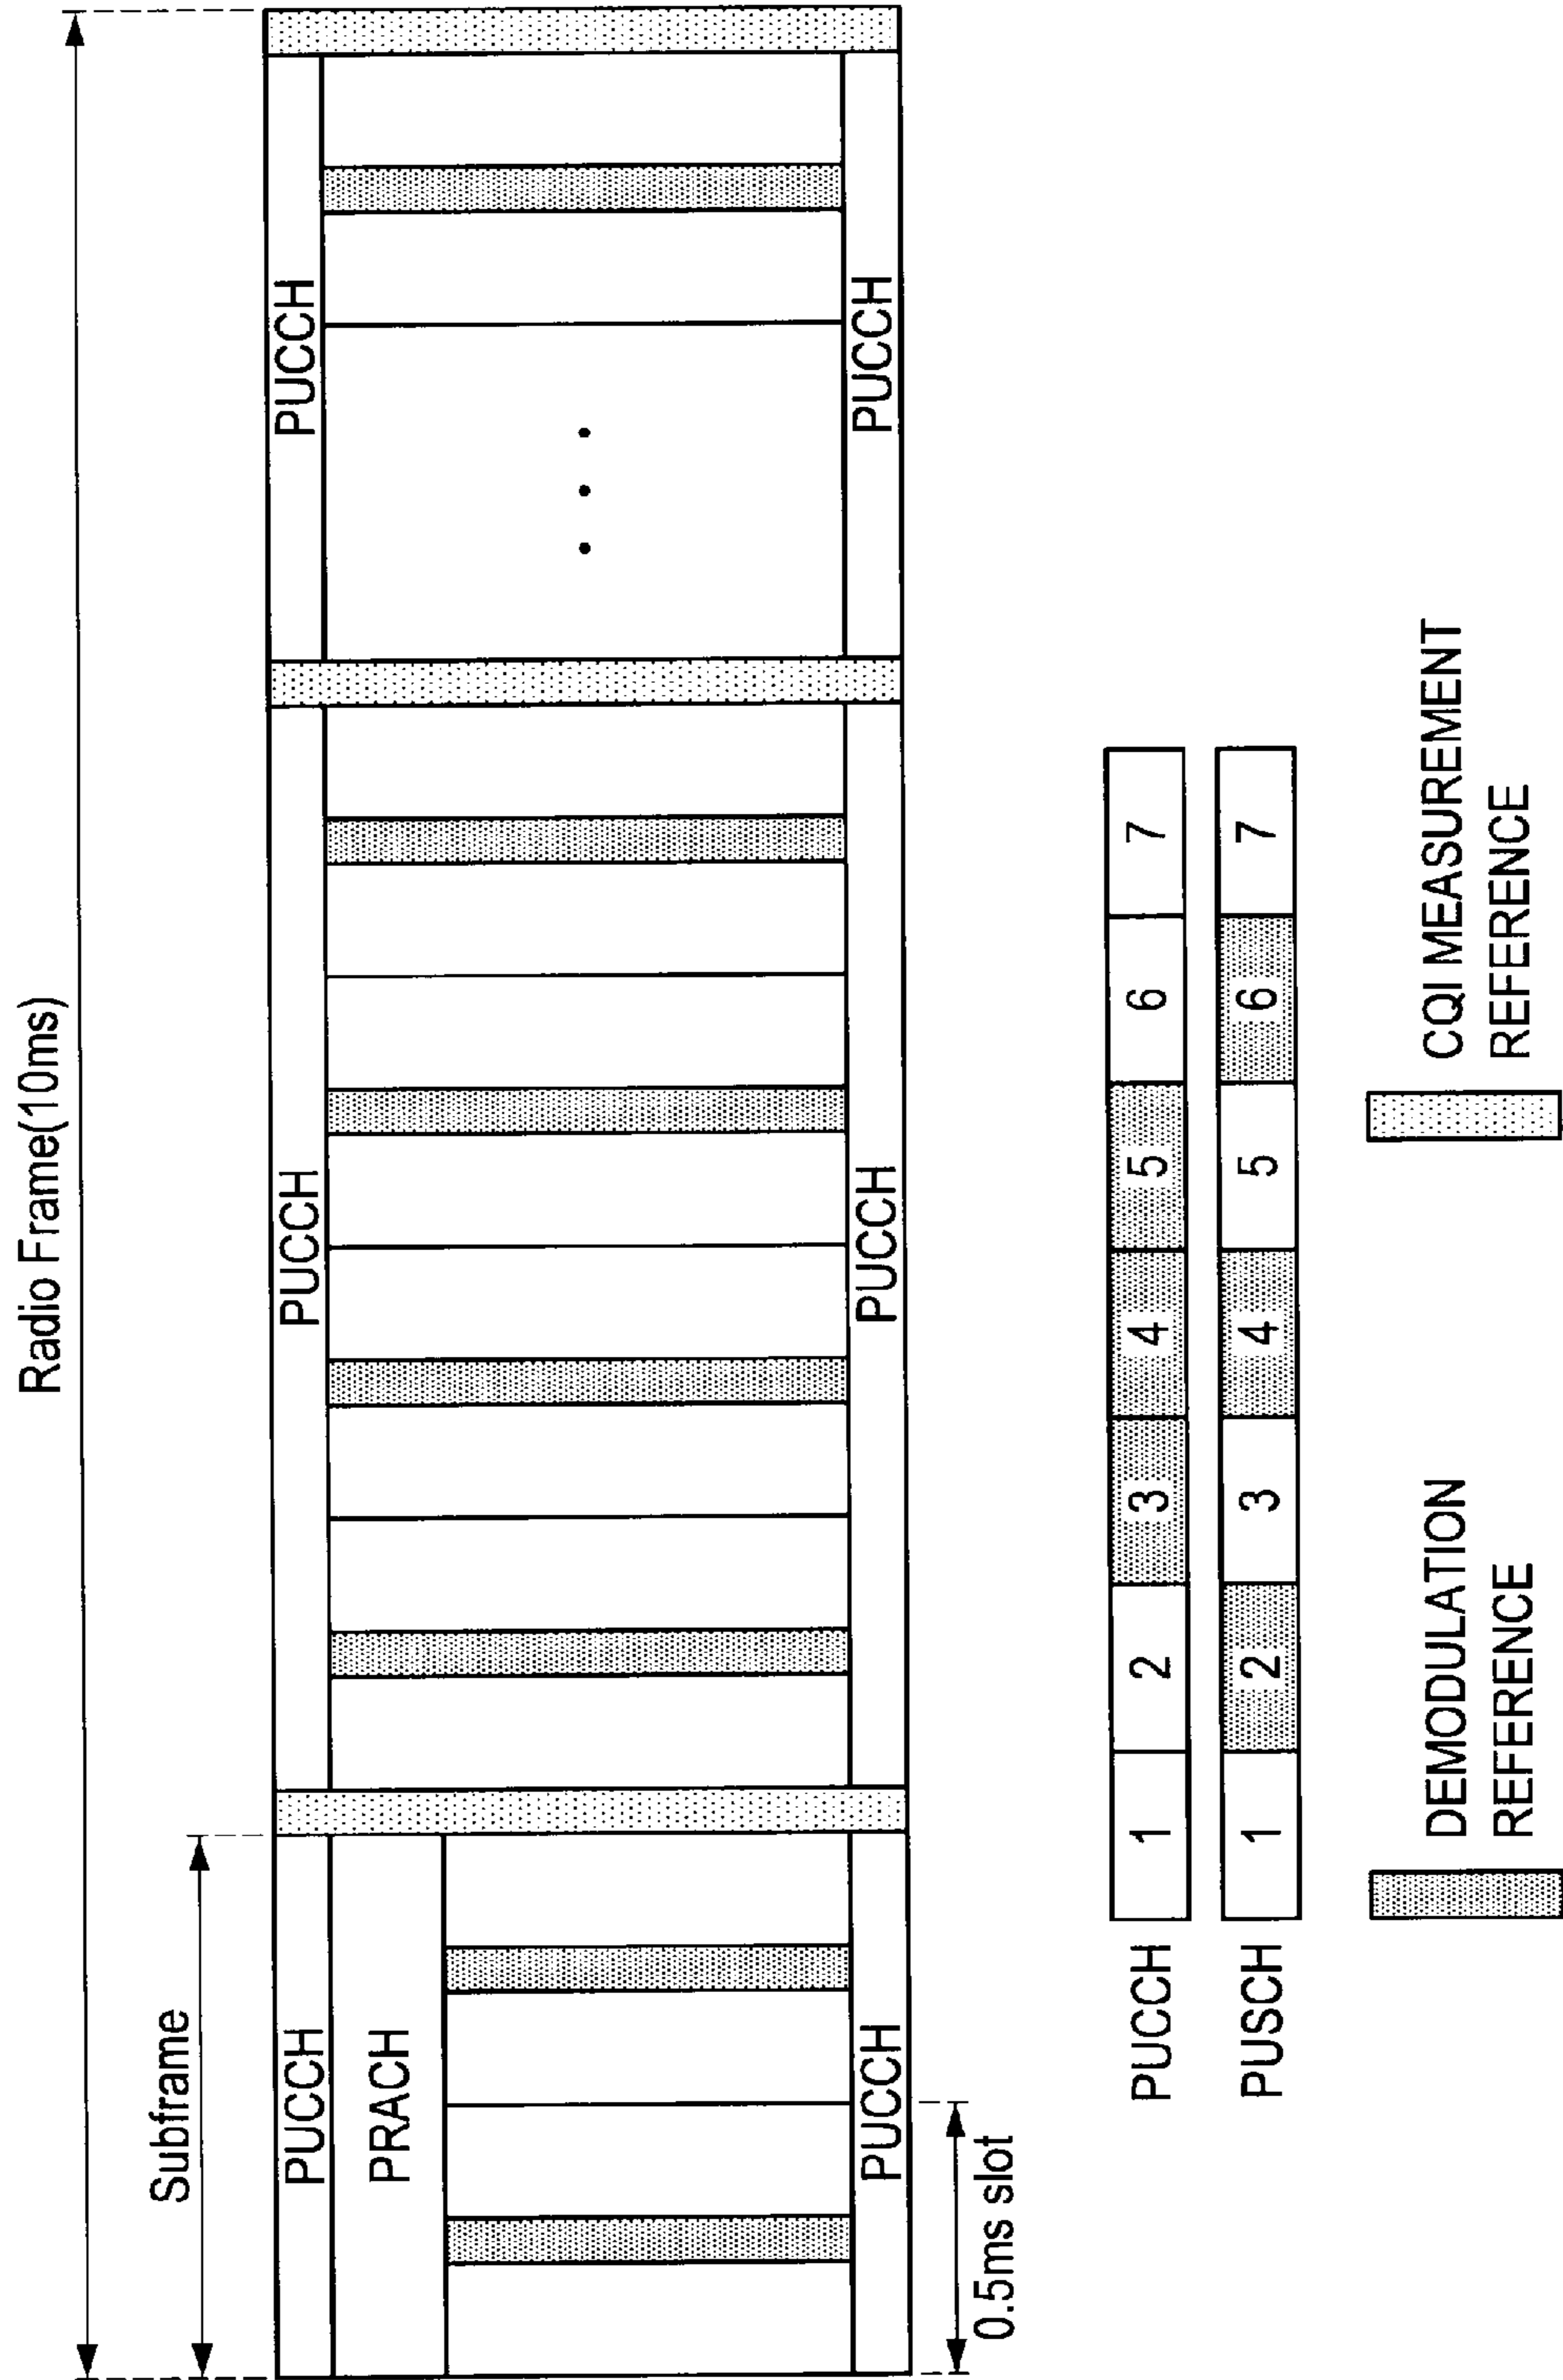 Radio Frame(10ms)
Subframe
PUCCH
PUCCH
PUCCH
PRACH
PUCCH
PUCCH
PUCCH
0.5ms slot
PUCCH 1 2 3 4 5 6 7
PUSCH 1 2 3 4 5 6 7
DEMODULATION
REFERENCE
CQI MEASUREMENT
REFERENCE